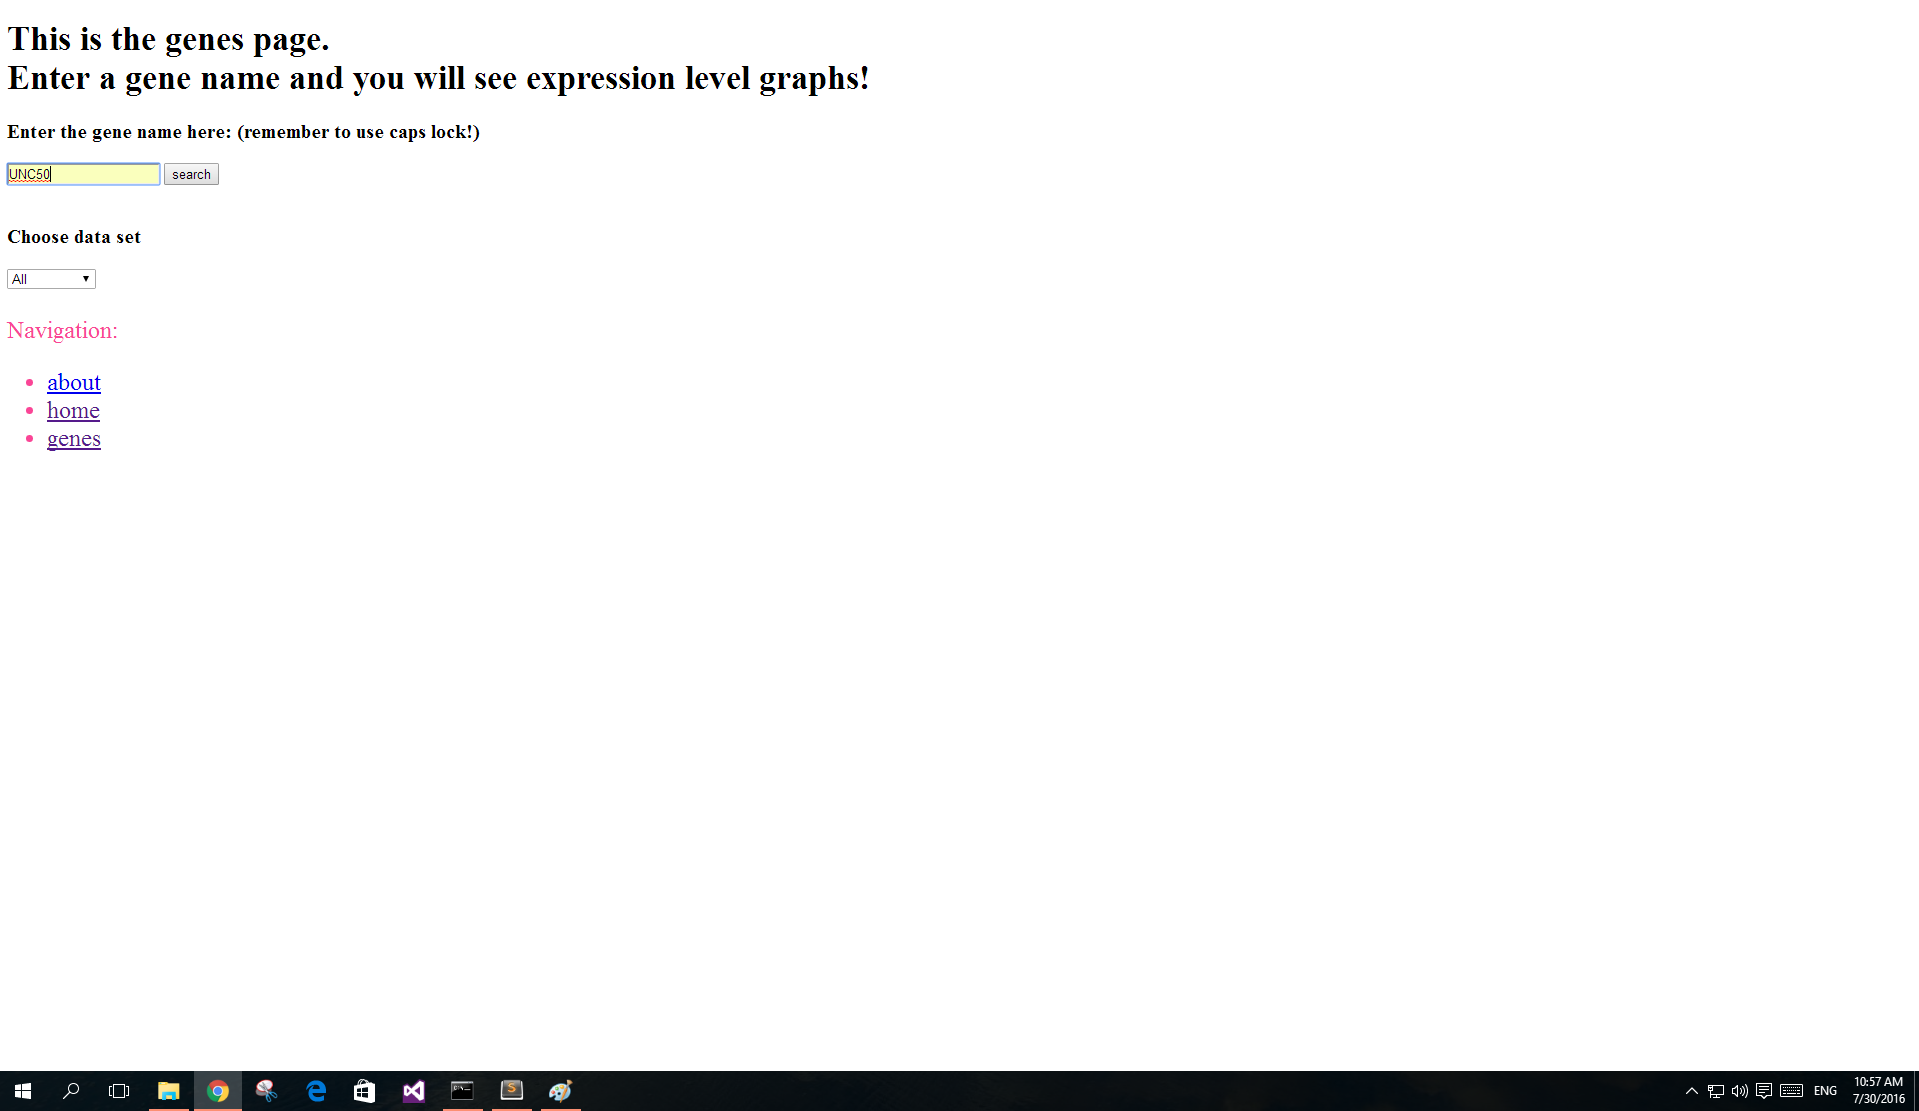 This is the genes page.
Enter a gene name and you will see expression level graphs!
Enter the gene name here: (remember to use caps lock!)
UNC50 search
Choose data set
All
Navigation:
about
home
genes
ENG
10:57 AM
7/30/2016